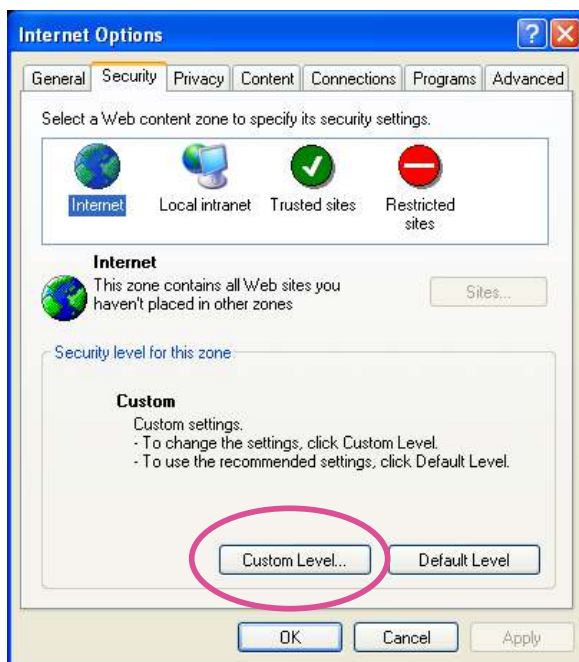 Internet Options
General Security Privacy Content Connections Programs Advanced
Select a Web content zone to specify its security settings.
Internet Local intranet Trusted sites Restricted
sites
Internet
This zone contains all Web sites you
haven't placed in other zones
Sites...
Security level for this zone
Custom
Custom settings.
- To change the settings, click Custom Level.
- To use the recommended settings, click Default Level.
Custom Level... Default Level
OK Cancel Apply